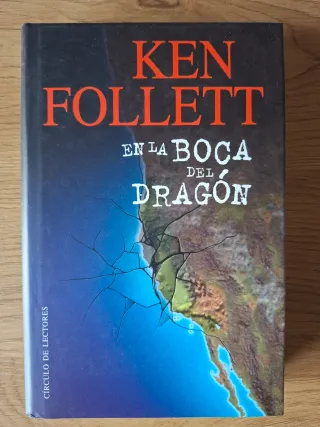 KEN
FOLLETT
EN LA BOCA
DEL
DRAGÓN
CÍRCULO DE LECTORES